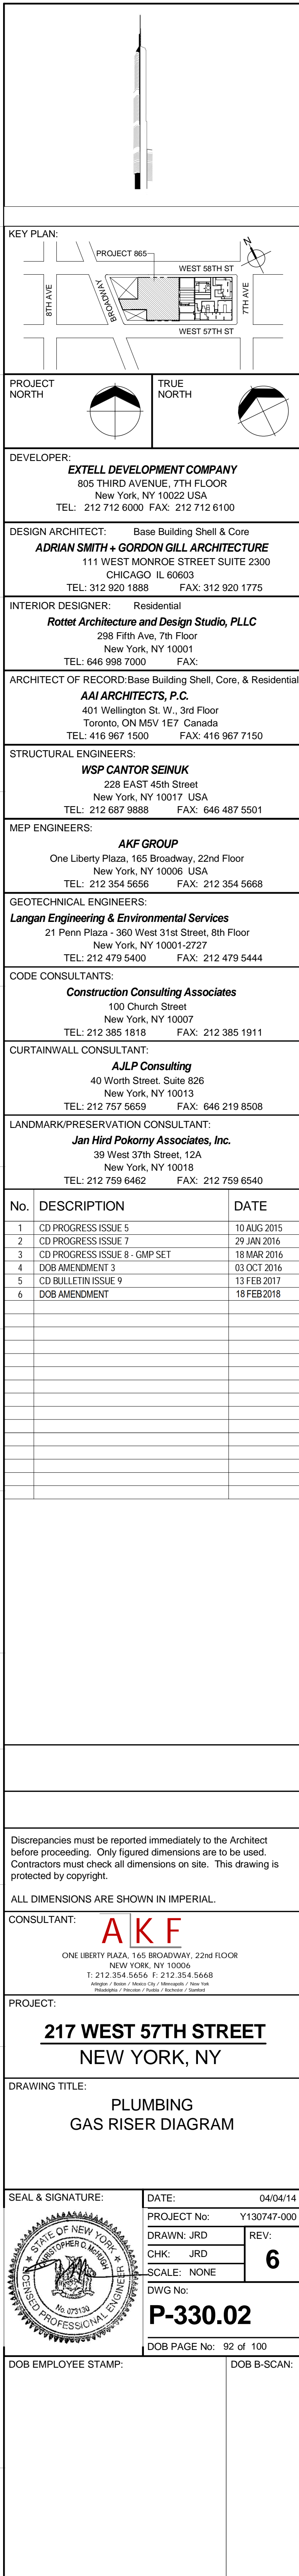 KEY PLAN:
N
PROJECT 865
WEST 58TH ST
8TH AVE
BROADWAY
7TH AVE
WEST 57TH ST
PROJECT
NORTH
TRUE
NORTH
DEVELOPER:
EXTELL DEVELOPMENT COMPANY
805 THIRD AVENUE, 7TH FLOOR
New York, NY 10022 USA
TEL: 212 712 6000 FAX: 212 712 6100
DESIGN ARCHITECT: Base Building Shell & Core
ADRIAN SMITH + GORDON GILL ARCHITECTURE
111 WEST MONROE STREET SUITE 2300
CHICAGO IL 60603
TEL: 312 920 1888 FAX: 312 920 1775
INTERIOR DESIGNER: Residential
Rottet Architecture and Design Studio, PLLC
298 Fifth Ave, 7th Floor
New York, NY 10001
TEL: 646 998 7000 FAX:
ARCHITECT OF RECORD:Base Building Shell, Core, & Residential
AAI ARCHITECTS, P.C.
401 Wellington St. W., 3rd Floor
Toronto, ON M5V 1E7 Canada
TEL: 416 967 1500 FAX: 416 967 7150
STRUCTURAL ENGINEERS:
WSP CANTOR SEINUK
228 EAST 45th Street
New York, NY 10017 USA
TEL: 212 687 9888 FAX: 646 487 5501
MEP ENGINEERS:
AKF GROUP
One Liberty Plaza, 165 Broadway, 22nd Floor
New York, NY 10006 USA
TEL: 212 354 5656 FAX: 212 354 5668
GEOTECHNICAL ENGINEERS:
Langan Engineering & Environmental Services
21 Penn Plaza - 360 West 31st Street, 8th Floor
New York, NY 10001-2727
TEL: 212 479 5400 FAX: 212 479 5444
CODE CONSULTANTS:
Construction Consulting Associates
100 Church Street
New York, NY 10007
TEL: 212 385 1818 FAX: 212 385 1911
CURTAINWALL CONSULTANT:
AJLP Consulting
40 Worth Street. Suite 826
New York, NY 10013
TEL: 212 757 5659 FAX: 646 219 8508
LANDMARK/PRESERVATION CONSULTANT:
Jan Hird Pokorny Associates, Inc.
39 West 37th Street, 12A
New York, NY 10018
TEL: 212 759 6462 FAX: 212 759 6540
No. DESCRIPTION DATE
1 CD PROGRESS ISSUE 5 10 AUG 2015
2 CD PROGRESS ISSUE 7 29 JAN 2016
3 CD PROGRESS ISSUE 8 - GMP SET 18 MAR 2016
4 DOB AMENDMENT 3 03 OCT 2016
5 CD BULLETIN ISSUE 9 13 FEB 2017
6 DOB AMENDMENT 18 FEB 2018
Discrepancies must be reported immediately to the Architect
before proceeding. Only figured dimensions are to be used.
Contractors must check all dimensions on site. This drawing is
protected by copyright.
ALL DIMENSIONS ARE SHOWN IN IMPERIAL.
CONSULTANT:
AKF
ONE LIBERTY PLAZA, 165 BROADWAY, 22nd FLOOR
NEW YORK, NY 10006
T: 212.354.5656 F: 212.354.5668
Arlington / Boston / Mexico City / Minneapolis / New York
Philadelphia / Princeton / Puebla / Rochester / Stamford
PROJECT:
217 WEST 57TH STREET
NEW YORK, NY
DRAWING TITLE:
PLUMBING
GAS RISER DIAGRAM
SEAL & SIGNATURE:
STATE OF NEW YORK
No. 073130
LICENSED PROFESSIONAL ENGINEER
DATE: 04/04/14
PROJECT No: Y130747-000
DRAWN: JRD
REV:
CHK: JRD
6
SCALE: NONE
DWG No:
P-330.02
DOB PAGE No: 92 of 100
DOB EMPLOYEE STAMP:
DOB B-SCAN: